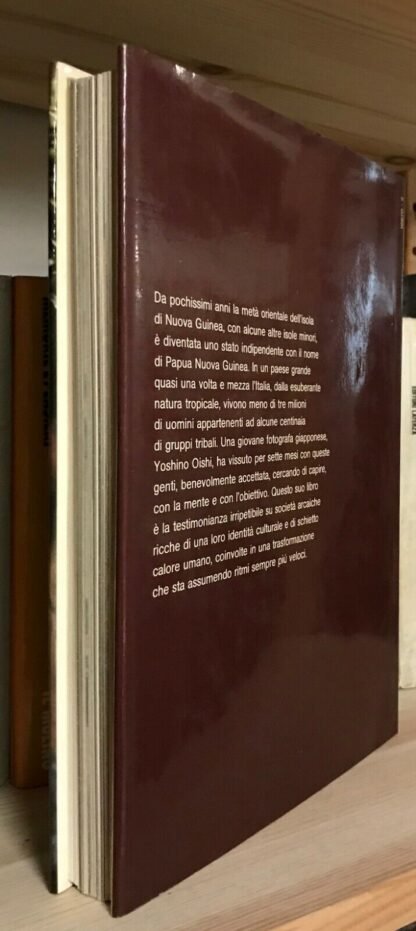 Da pochissimi anni la metà orientale dell'isola
di Nuova Guinea, con alcune altre isole minori,
è diventata uno stato indipendente con il nome
di Papua Nuova Guinea. In un paese grande
quasi una volta e mezza l'Italia, dalla esuberante
natura tropicale, vivono meno di tre milioni
di uomini appartenenti ad alcune centinaia
di gruppi tribali. Una giovane fotografa giapponese,
Yoshino Oishi, ha vissuto per sette mesi con queste
genti, benevolmente accettata, cercando di capire,
con la mente e con l'obiettivo. Questo suo libro
è la testimonianza irripetibile su società arcaiche
ricche di una loro identità culturale e di schietto
calore umano, coinvolte in una trasformazione
che sta assumendo ritmi sempre più veloci.